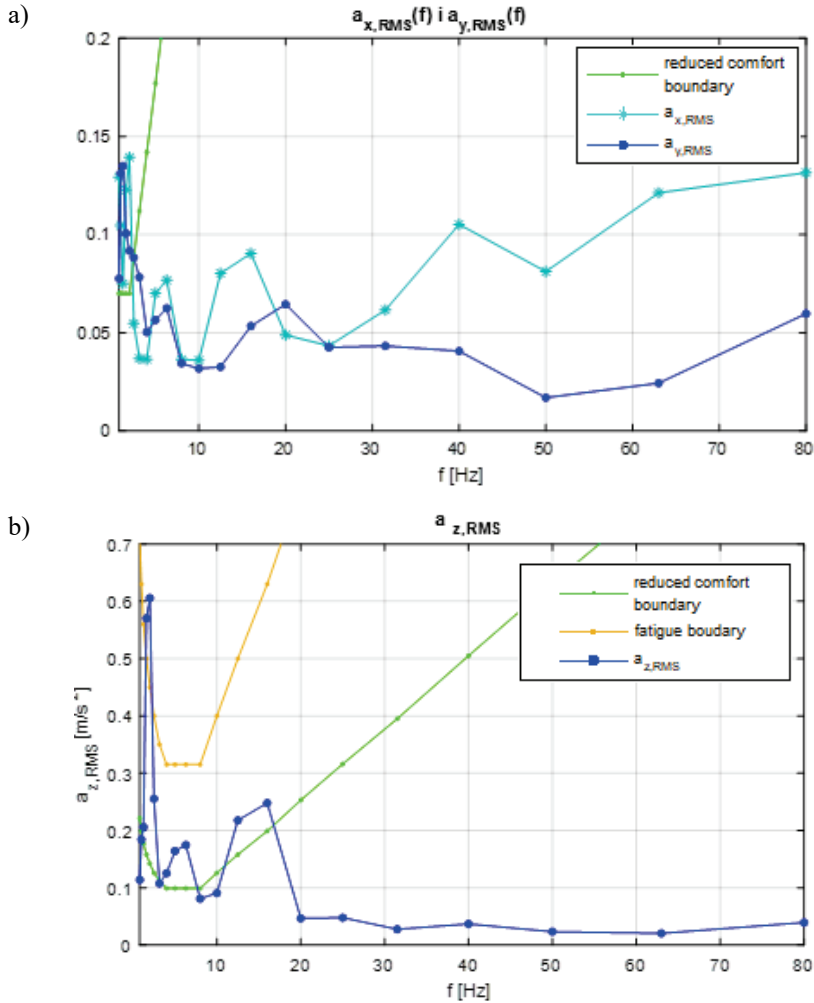 a)
a x,RMS(f) i a y,RMS(f)
0.2
0.15
0.1
0.05
0
reduced comfort
boundary
a x,RMS
a y,RMS
10 20 30 40 50 60 70 80
f [Hz]
b)
a z,RMS
0.7
0.6
0.5
0.4
0.3
0.2
0.1
0
a z,RMS [m/s
reduced comfort
boundary
fatigue boudary
a z,RMS
10 20 30 40 50 60 70 80
f [Hz]